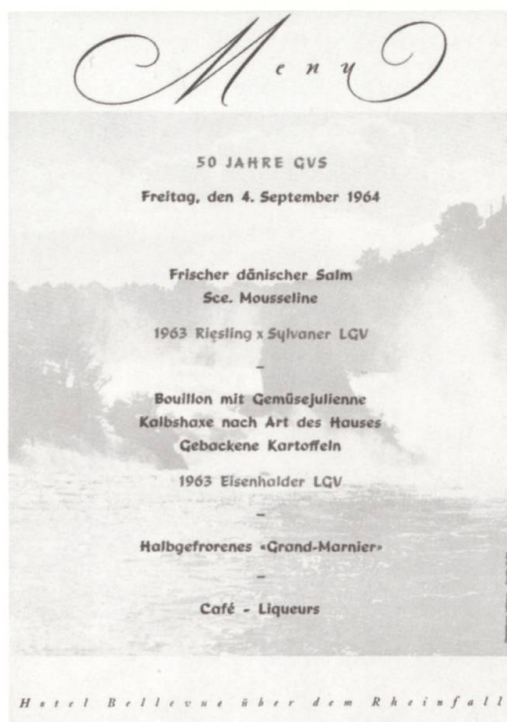 Menu
50 JAHRE GVS
Freitag, den 4. September 1964
Frischer dänischer Salm
Sce. Mousseline
1963 Riesling x Sylvaner LGV
–
Bouillon mit Gemüsejulienne
Kalbshaxe nach Art des Hauses
Gebackene Kartoffeln
1963 Eisenhalder LGV
–
Halbgefrorenes «Grand-Marnier»
–
Café - Liqueurs
Hotel Bellevue über dem Rheinfall